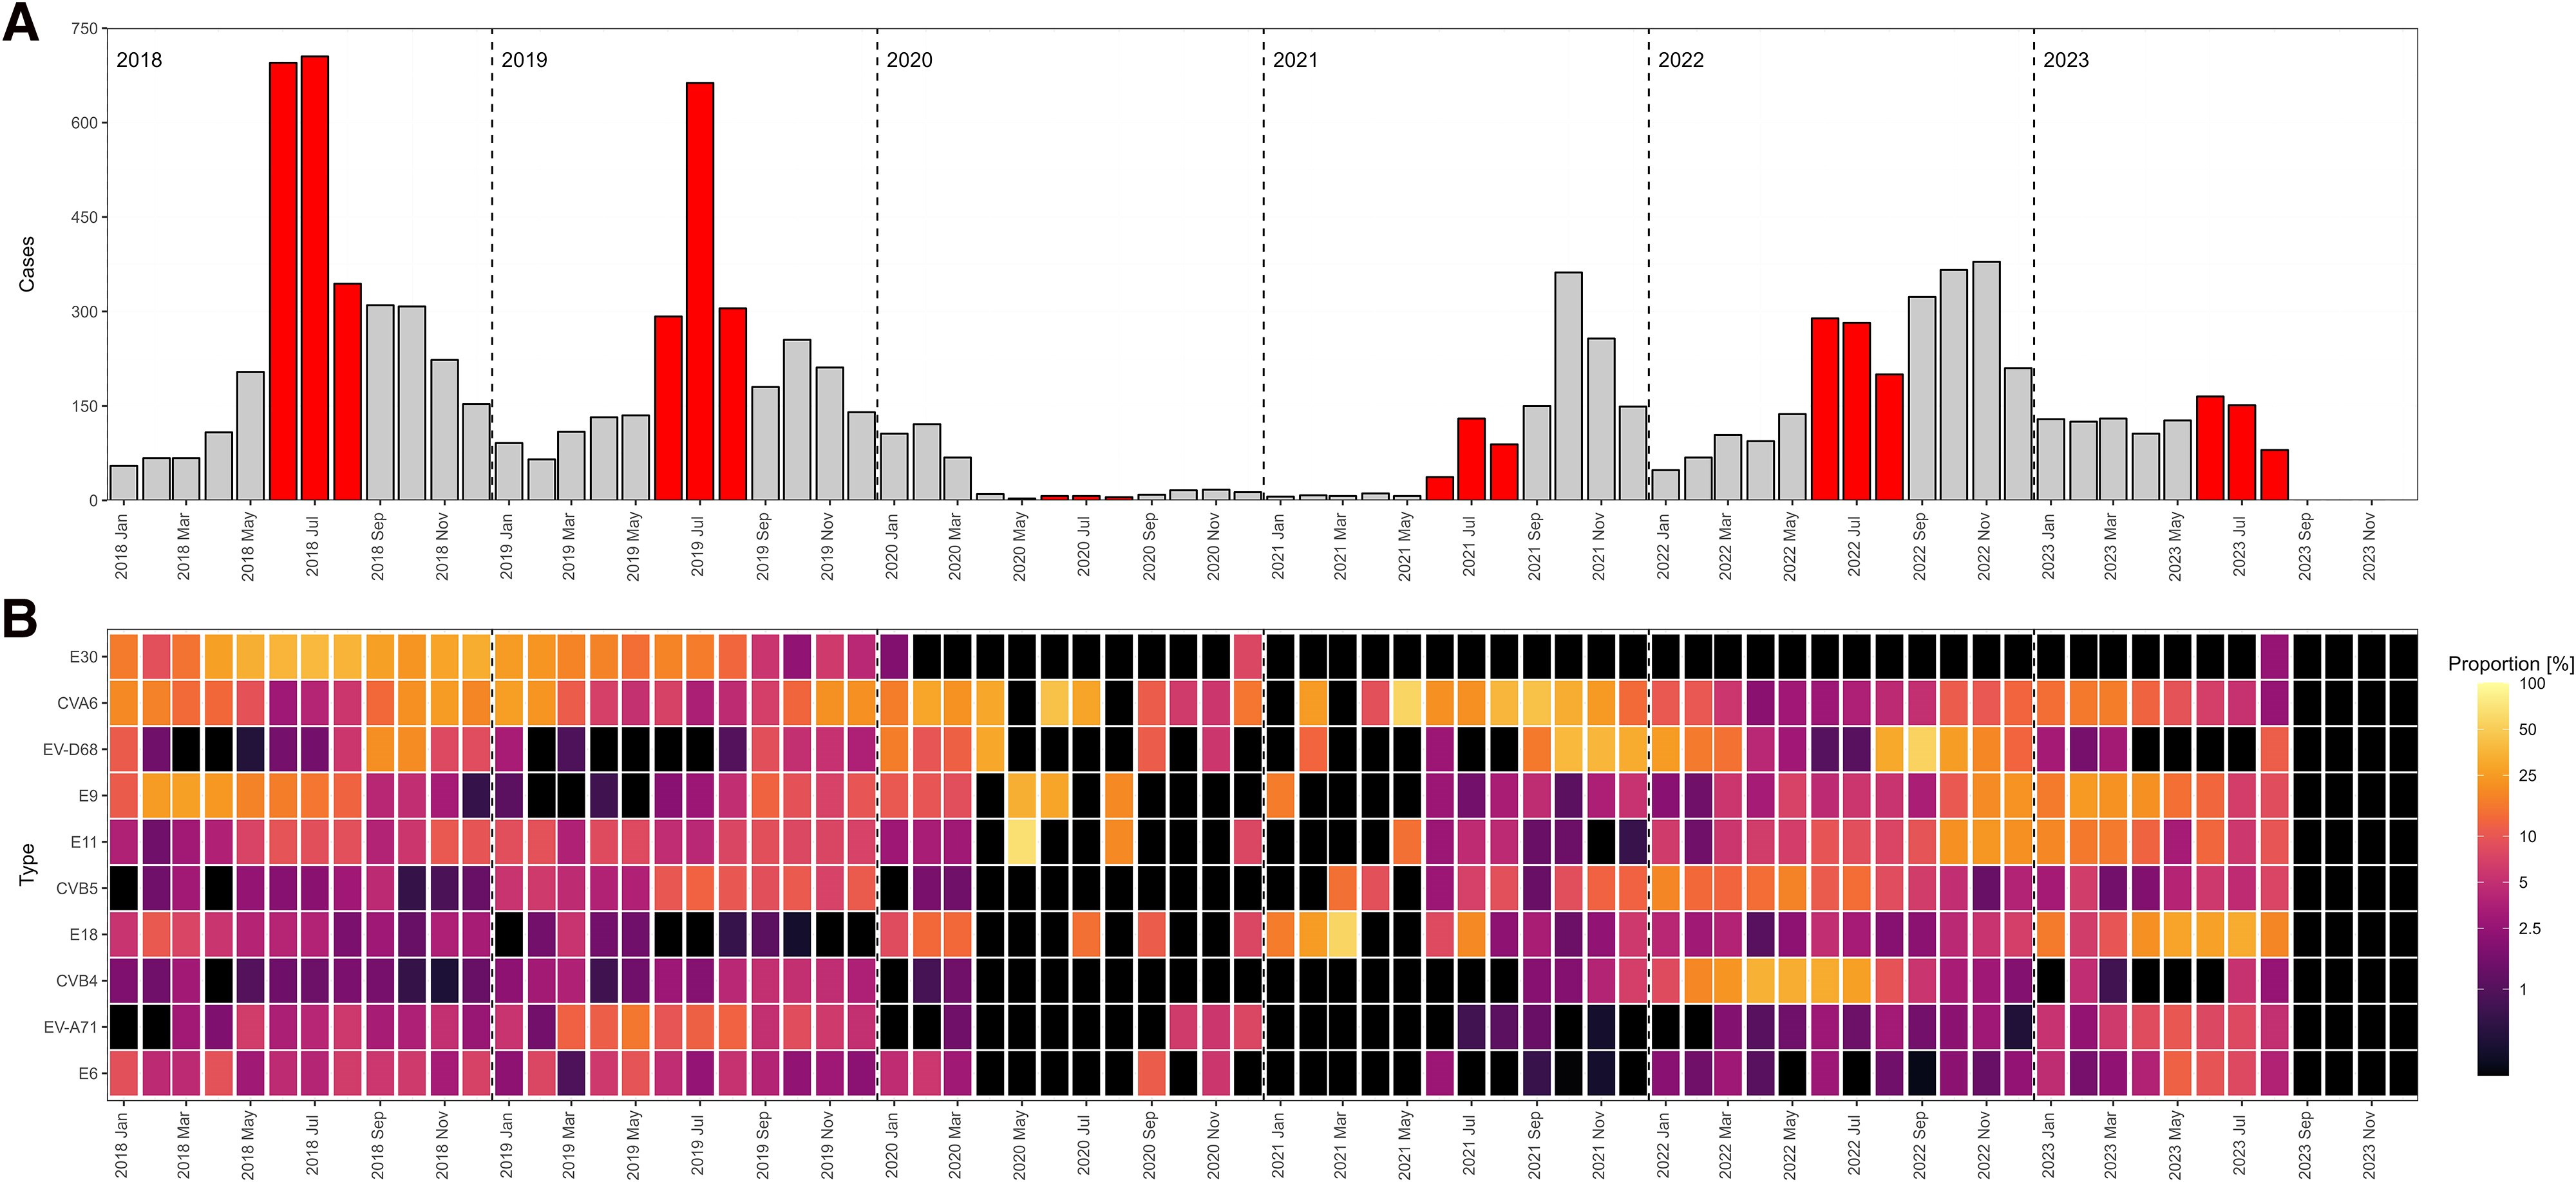 A
750
600
450
300
150
0
Cases
2018
2019
2020
2021
2022
2023
2018 Jan
2018 Mar
2018 May
2018 Jul
2018 Sep
2018 Nov
2019 Jan
2019 Mar
2019 May
2019 Jul
2019 Sep
2019 Nov
2020 Jan
2020 Mar
2020 May
2020 Jul
2020 Sep
2020 Nov
2021 Jan
2021 Mar
2021 May
2021 Jul
2021 Sep
2021 Nov
2022 Jan
2022 Mar
2022 May
2022 Jul
2022 Sep
2022 Nov
2023 Jan
2023 Mar
2023 May
2023 Jul
2023 Sep
2023 Nov
B
Type
E30
CVA6
EV-D68
E9
E11
CVB5
E18
CVB4
EV-A71
E6
2018 Jan
2018 Mar
2018 May
2018 Jul
2018 Sep
2018 Nov
2019 Jan
2019 Mar
2019 May
2019 Jul
2019 Sep
2019 Nov
2020 Jan
2020 Mar
2020 May
2020 Jul
2020 Sep
2020 Nov
2021 Jan
2021 Mar
2021 May
2021 Jul
2021 Sep
2021 Nov
2022 Jan
2022 Mar
2022 May
2022 Jul
2022 Sep
2022 Nov
2023 Jan
2023 Mar
2023 May
2023 Jul
2023 Sep
2023 Nov
Proportion [%]
100
50
25
10
5
2.5
1